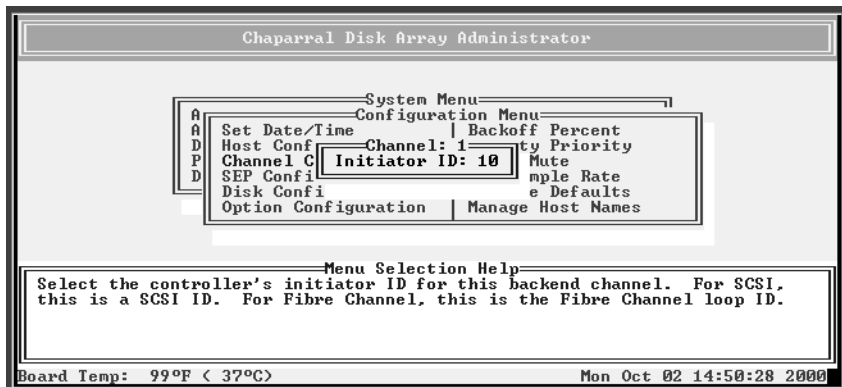 Chaparral Disk Array Administrator
System Menu
A Configuration Menu
A Set Date/Time | Backoff Percent
D Host Conf Channel: 1 ty Priority
P Channel C Initiator ID: 10 Mute
D SEP Confi mple Rate
Disk Confi e Defaults
Option Configuration | Manage Host Names
Menu Selection Help
Select the controller's initiator ID for this backend channel. For SCSI,
this is a SCSI ID. For Fibre Channel, this is the Fibre Channel loop ID.
Board Temp: 99ºF ( 37ºC) Mon Oct 02 14:50:28 2000